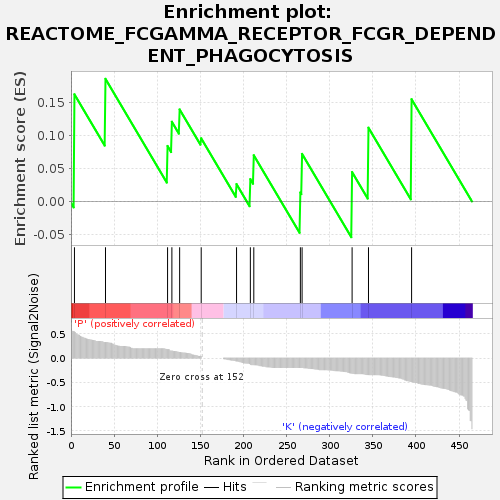 Enrichment plot:
REACTOME_FCGAMMA_RECEPTOR_FCGR_DEPEND
ENT_PHAGOCYTOSIS
Enrichment score (ES)
0.15
0.10
0.05
0.00
-0.05
'P' (positively correlated)
Ranked list metric (Signal2Noise)
0.5
0.0
-0.5
-1.0
-1.5
Zero cross at 152
'K' (negatively correlated)
0 50 100 150 200 250 300 350 400 450
Rank in Ordered Dataset
Enrichment profile Hits Ranking metric scores